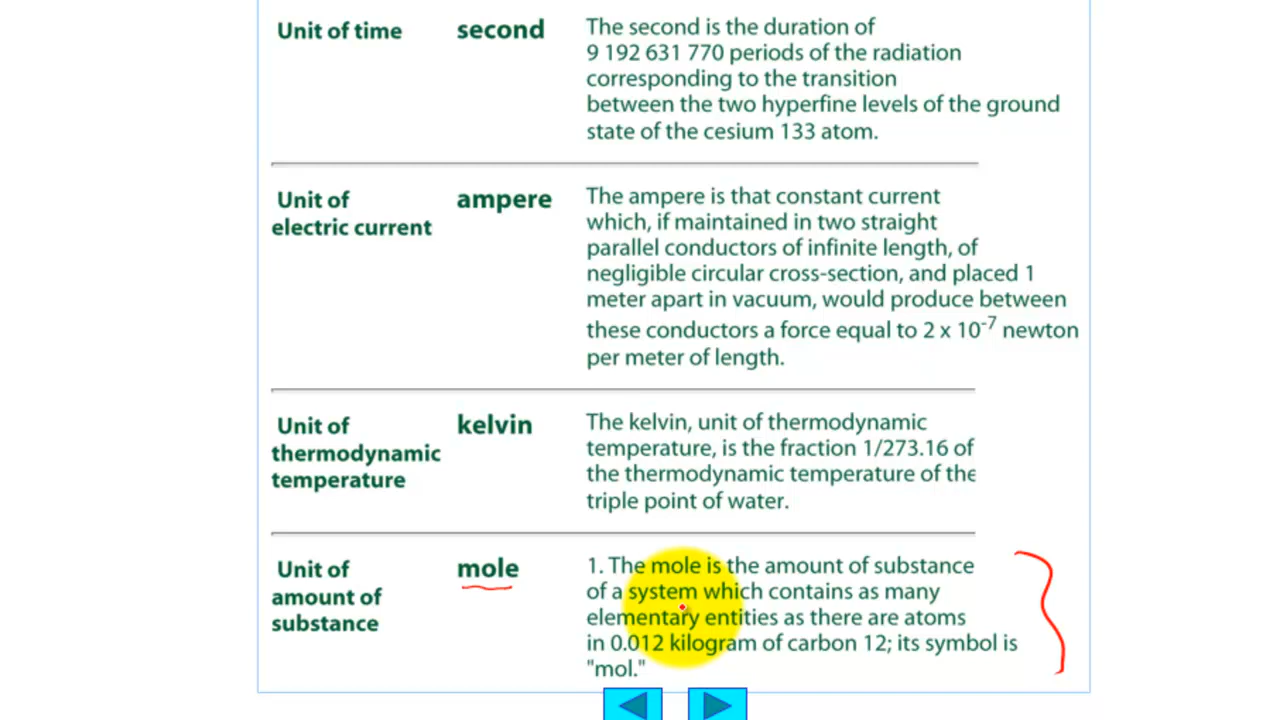 Unit of time second The second is the duration of
9 192 631 770 periods of the radiation
corresponding to the transition
between the two hyperfine levels of the ground
state of the cesium 133 atom.
Unit of ampere The ampere is that constant current
electric current which, if maintained in two straight
parallel conductors of infinite length, of
negligible circular cross-section, and placed 1
meter apart in vacuum, would produce between
these conductors a force equal to 2 x 10⁻⁷ newton
per meter of length.
Unit of kelvin The kelvin, unit of thermodynamic
thermodynamic temperature, is the fraction 1/273.16 of
temperature the thermodynamic temperature of the
triple point of water.
Unit of mole 1. The mole is the amount of substance
amount of of a system which contains as many
substance elementary entities as there are atoms
in 0.012 kilogram of carbon 12; its symbol is
"mol."